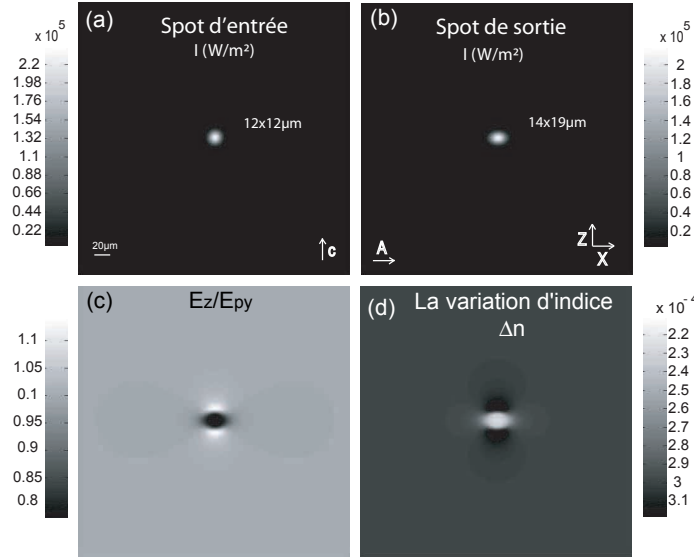 (a)
Spot d'entrée
I (W/m²)
12x12µm
20µm
c
x 10⁵
2.2
1.98
1.76
1.54
1.32
1.1
0.88
0.66
0.44
0.22
(b)
Spot de sortie
I (W/m²)
14x19µm
A
Z
X
x 10⁵
2
1.8
1.6
1.4
1.2
1
0.8
0.6
0.4
0.2
(c)
Ez/Epy
1.1
1.05
0.1
0.95
0.9
0.85
0.8
(d)
La variation d'indice
Δn
x 10⁻⁴
2.2
2.3
2.4
2.5
2.6
2.7
2.8
2.9
3
3.1